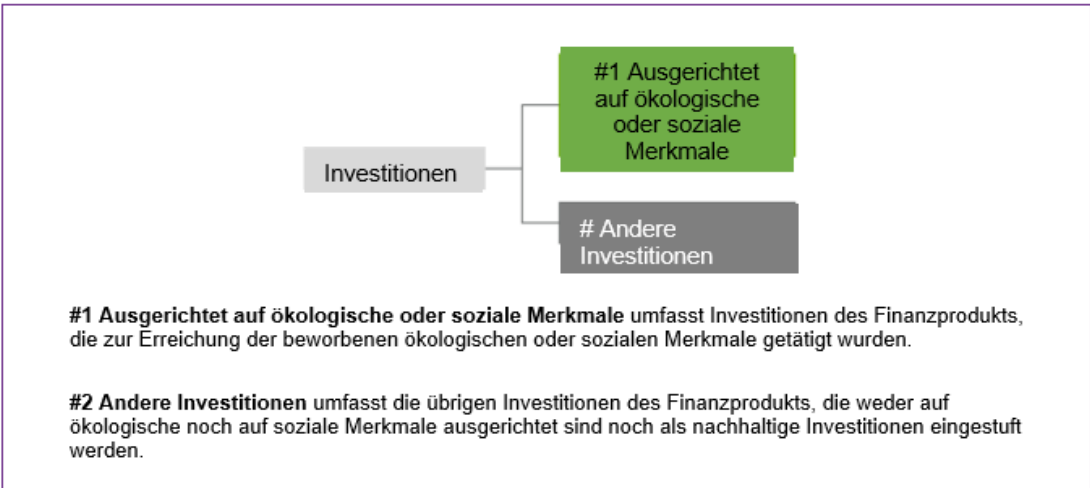 #1 Ausgerichtet
auf ökologische
oder soziale
Merkmale
Investitionen
# Andere
Investitionen
#1 Ausgerichtet auf ökologische oder soziale Merkmale umfasst Investitionen des Finanzprodukts,
die zur Erreichung der beworbenen ökologischen oder sozialen Merkmale getätigt wurden.
#2 Andere Investitionen umfasst die übrigen Investitionen des Finanzprodukts, die weder auf
ökologische noch auf soziale Merkmale ausgerichtet sind noch als nachhaltige Investitionen eingestuft
werden.